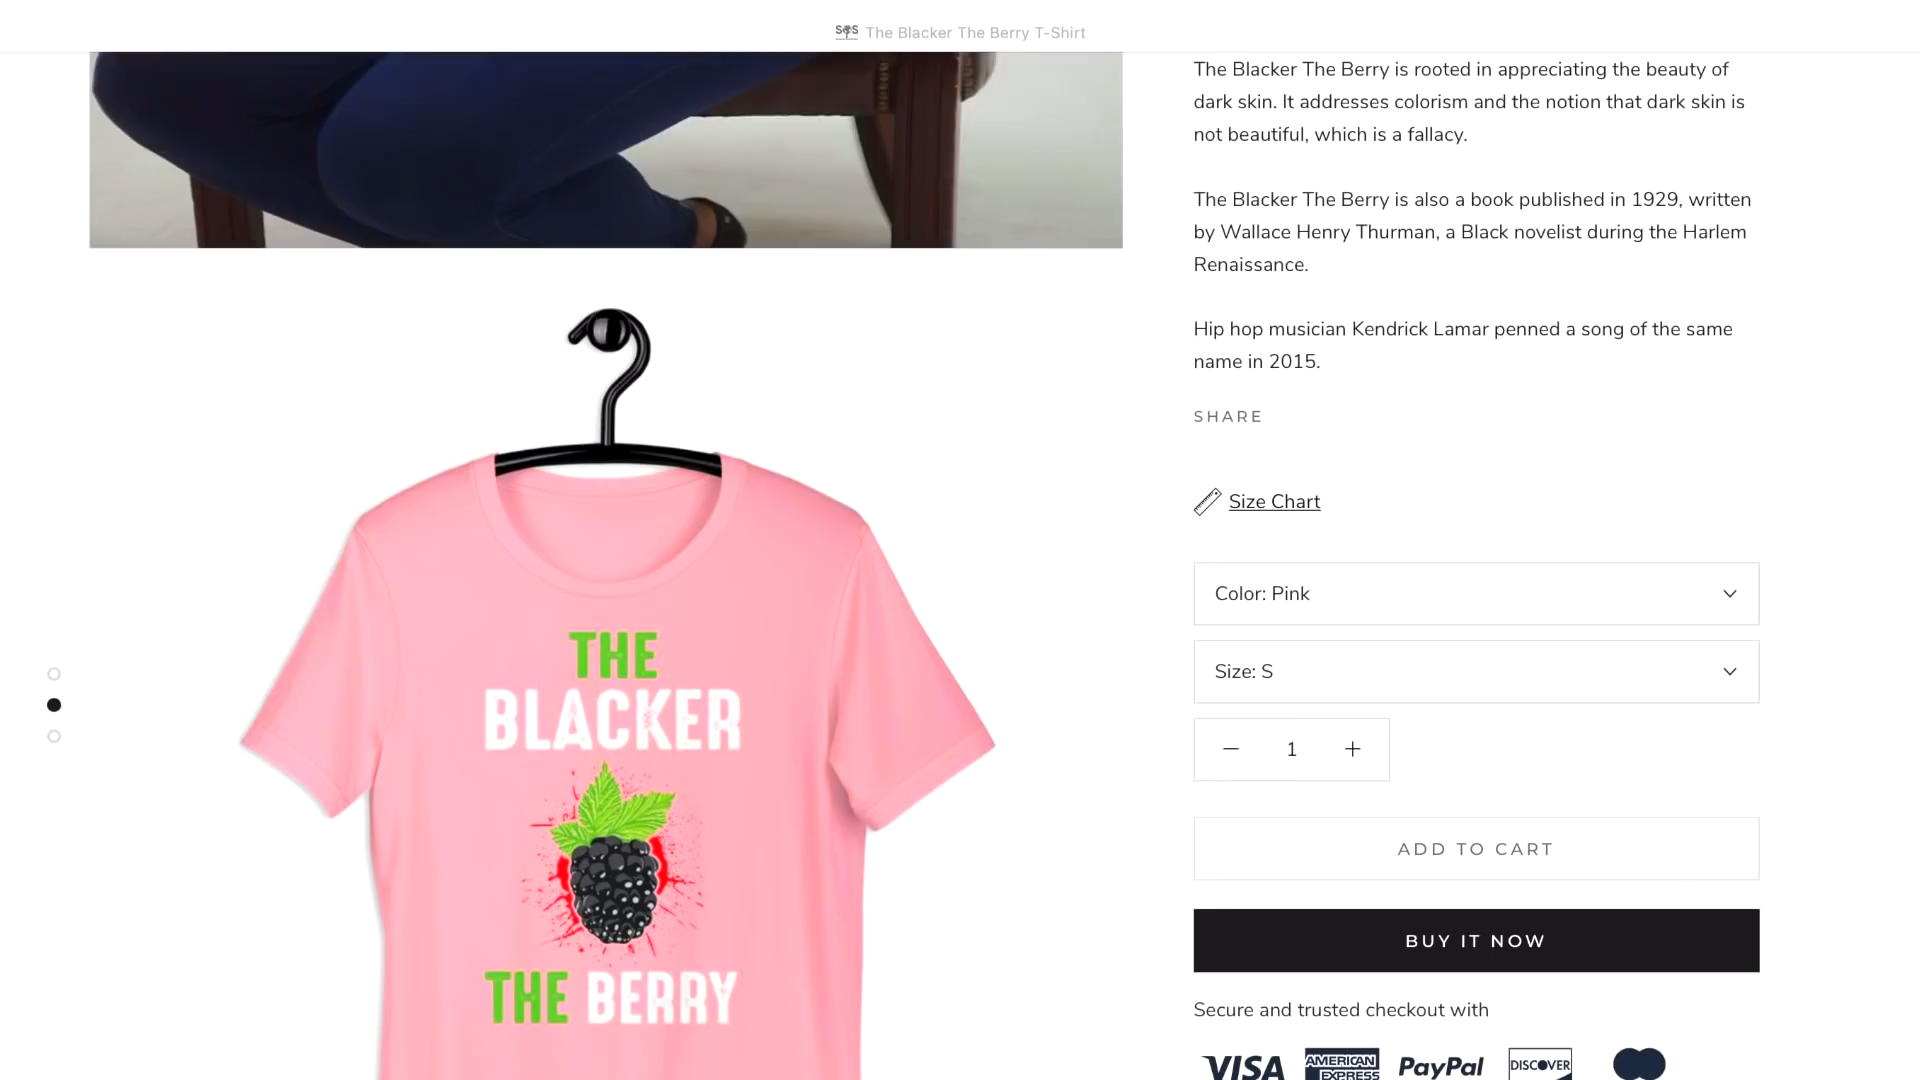 SS The Blacker The Berry T-Shirt
The Blacker The Berry is rooted in appreciating the beauty of
dark skin. It addresses colorism and the notion that dark skin is
not beautiful, which is a fallacy.
The Blacker The Berry is also a book published in 1929, written
by Wallace Henry Thurman, a Black novelist during the Harlem
Renaissance.
Hip hop musician Kendrick Lamar penned a song of the same
name in 2015.
SHARE
Size Chart
Color: Pink
Size: S
1
ADD TO CART
BUY IT NOW
Secure and trusted checkout with
VISA AMERICAN EXPRESS PayPal DISCOVER
THE
BLACKER
THE BERRY